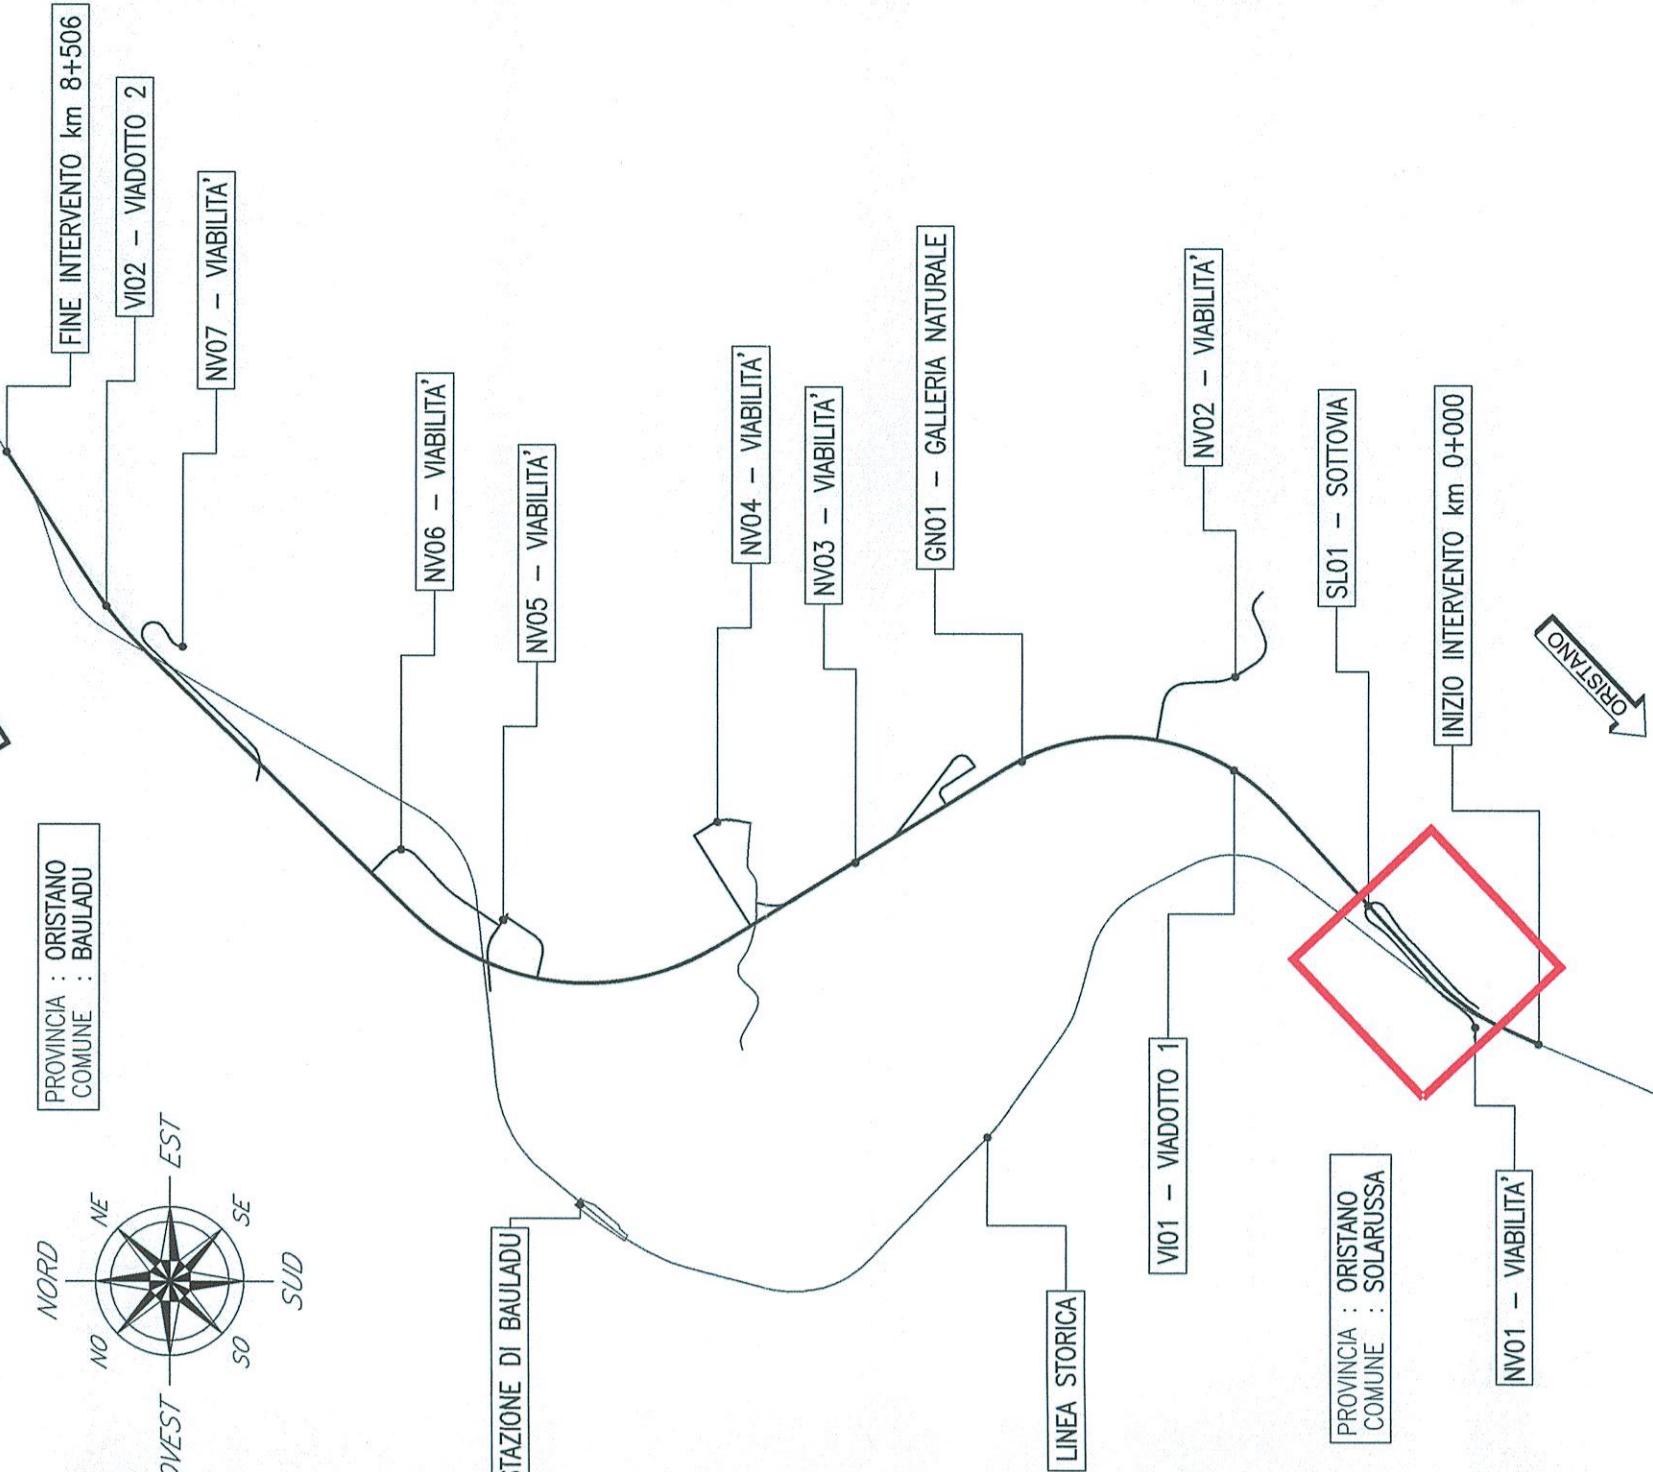 FINE INTERVENTO km 8+506
VI02 - VIADOTTO 2
NV07 - VIABILITA'
NV06 - VIABILITA'
NV05 - VIABILITA'
NV04 - VIABILITA'
NV03 - VIABILITA'
GN01 - GALLERIA NATURALE
NV02 - VIABILITA'
SL01 - SOTTOVIA
INIZIO INTERVENTO km 0+000
ORISTANO
PROVINCIA : ORISTANO
COMUNE : BAULADU
NORD
NE
EST
SE
SUD
SO
OVEST
NO
STAZIONE DI BAULADU
LINEA STORICA
VI01 - VIADOTTO 1
PROVINCIA : ORISTANO
COMUNE : SOLARUSSA
NV01 - VIABILITA'